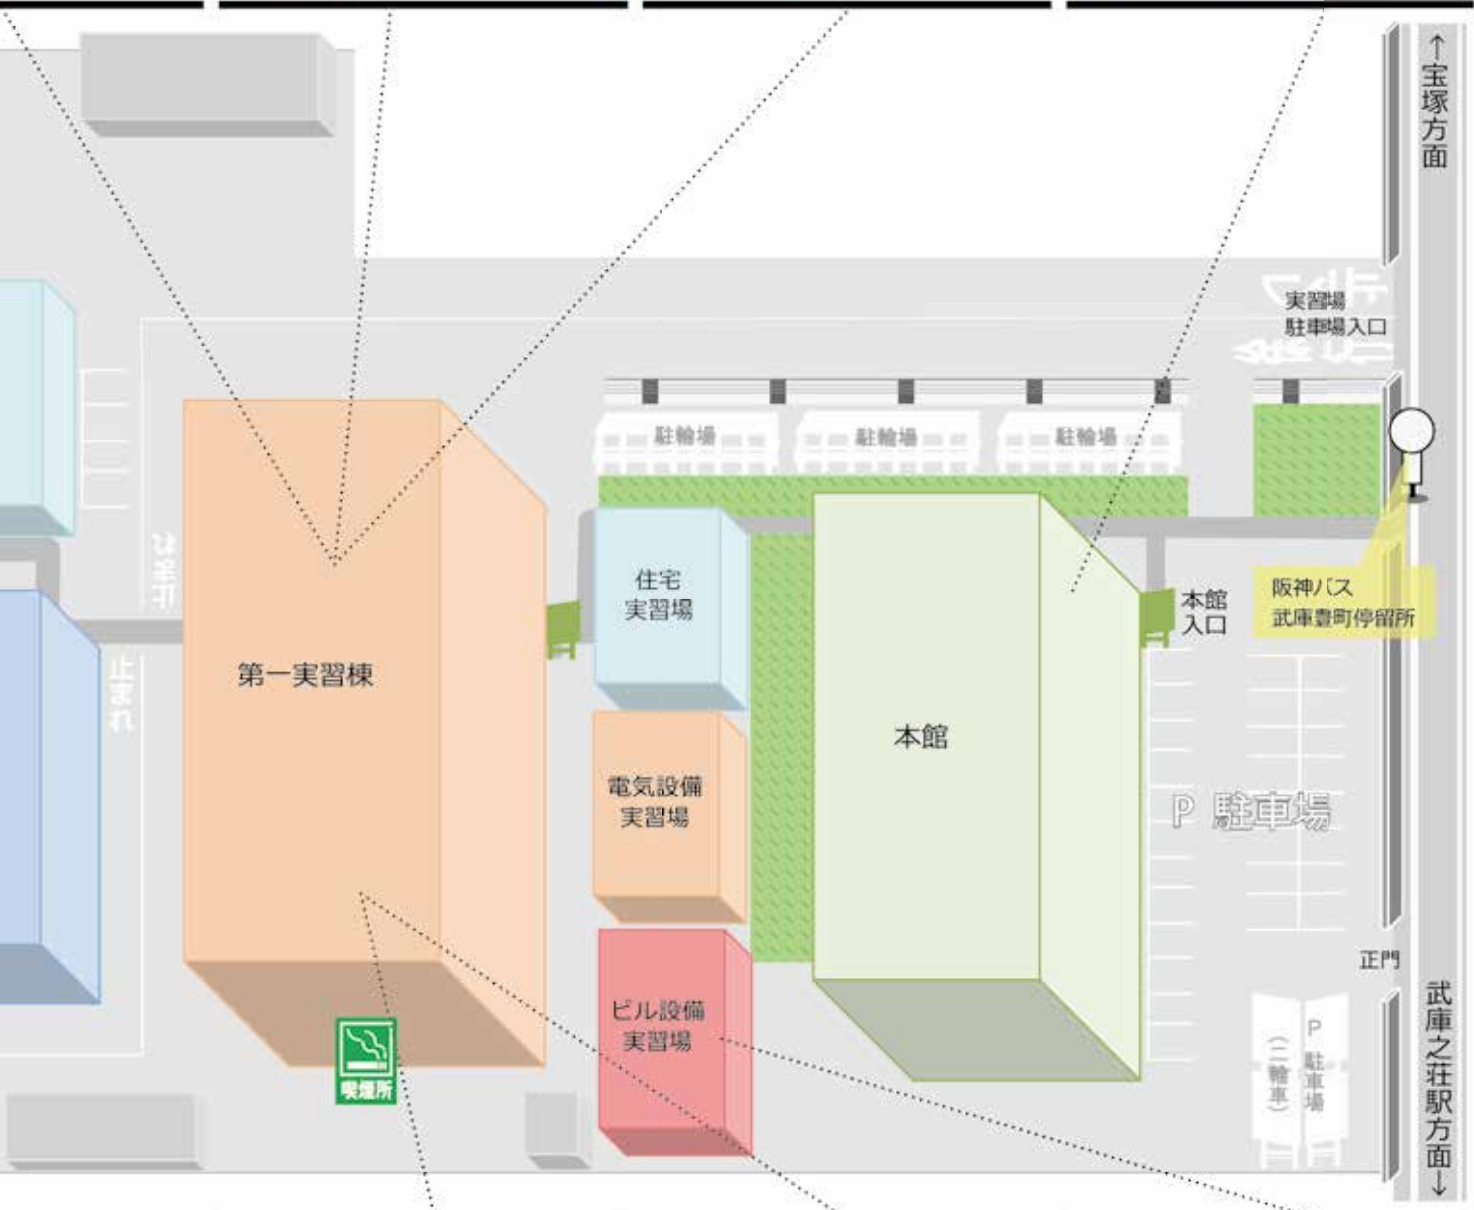 ↑宝塚方面
実習場
駐車場入口
駐輪場
駐輪場
駐輪場
止まれ
住宅
実習場
本館
入口
阪神バス
武庫豊町停留所
第一実習棟
止まれ
本館
電気設備
実習場
P 駐車場
正門
ビル設備
実習場
P 駐車場
(二輪車)
喫煙所
武庫之荘駅方面↓